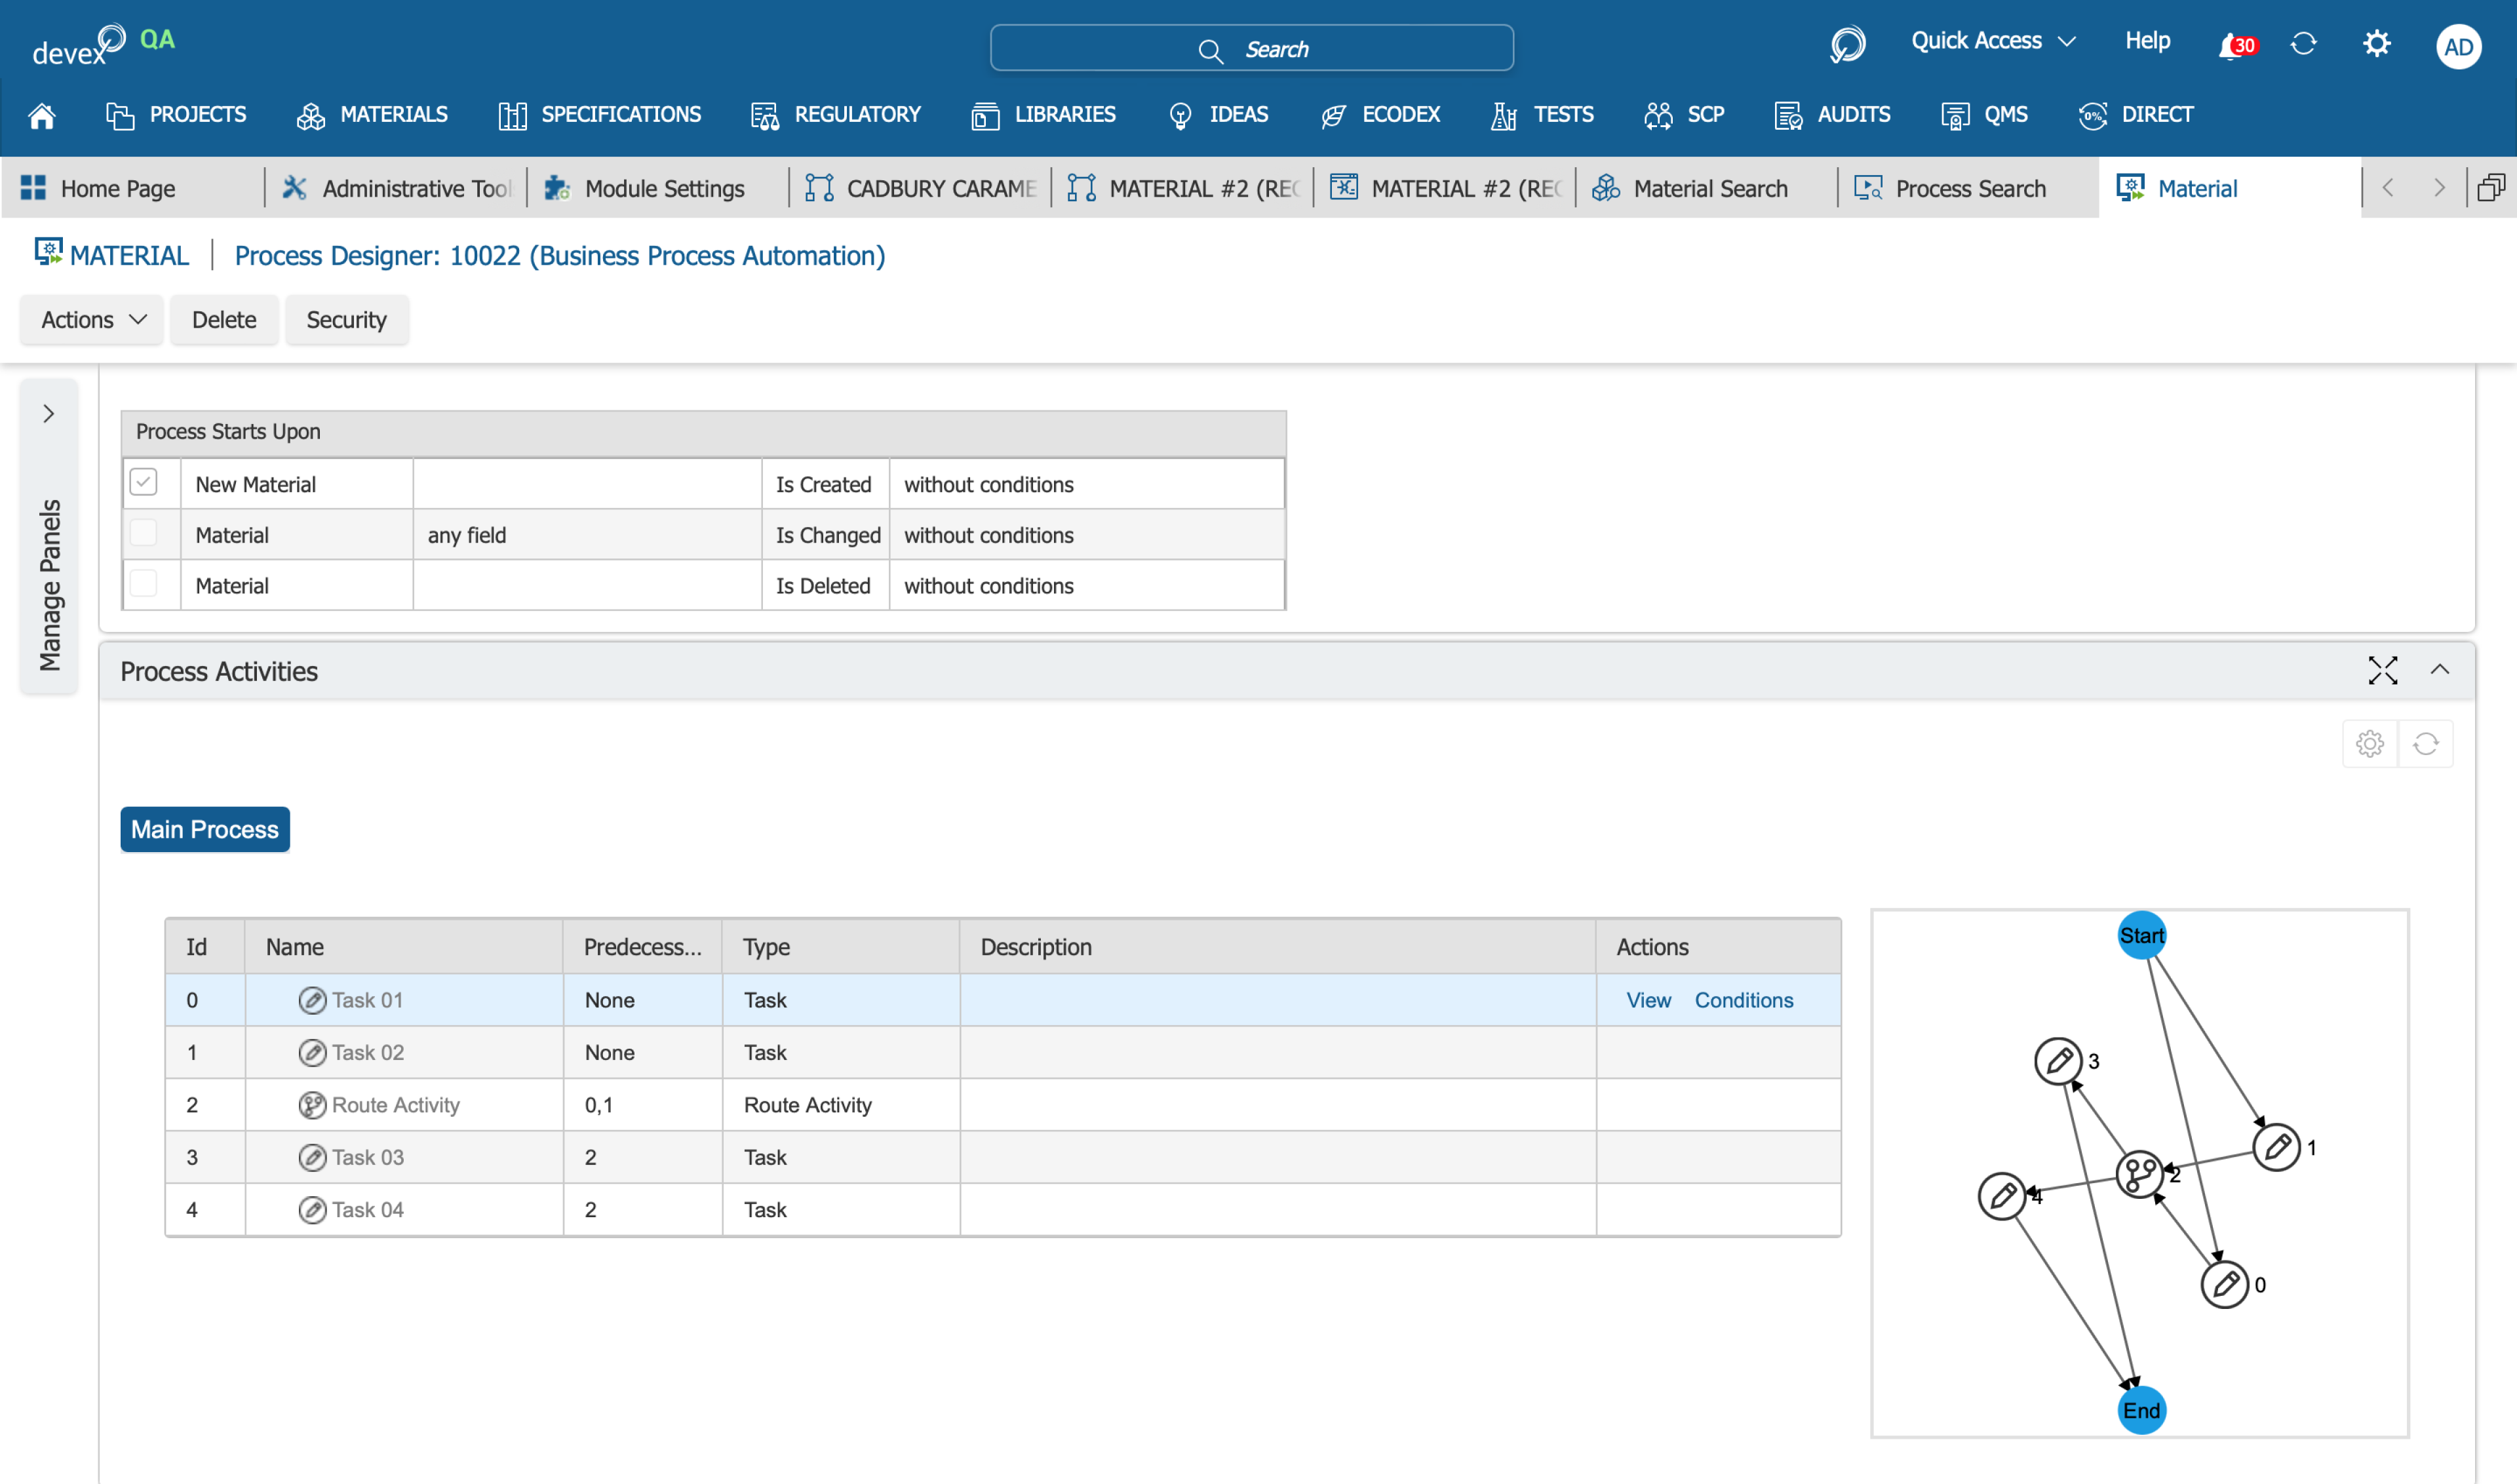 devex QA
Search
Quick Access
Help
30
AD
PROJECTS
MATERIALS
SPECIFICATIONS
REGULATORY
LIBRARIES
IDEAS
ECODEX
TESTS
SCP
AUDITS
QMS
0%
DIRECT
Home Page
Administrative Tool
Module Settings
CADBURY CARAME
MATERIAL #2 (REC
MATERIAL #2 (REC
Material Search
Process Search
Material
MATERIAL
Process Designer: 10022 (Business Process Automation)
Actions
Delete
Security
Manage Panels
Process Starts Upon
New Material Is Created without conditions
Material any field Is Changed without conditions
Material Is Deleted without conditions
Process Activities
Main Process
Id Name Predecess... Type Description Actions
0 Task 01 None Task View Conditions
1 Task 02 None Task
2 Route Activity 0,1 Route Activity
3 Task 03 2 Task
4 Task 04 2 Task
Start
3
1
2
4
0
End